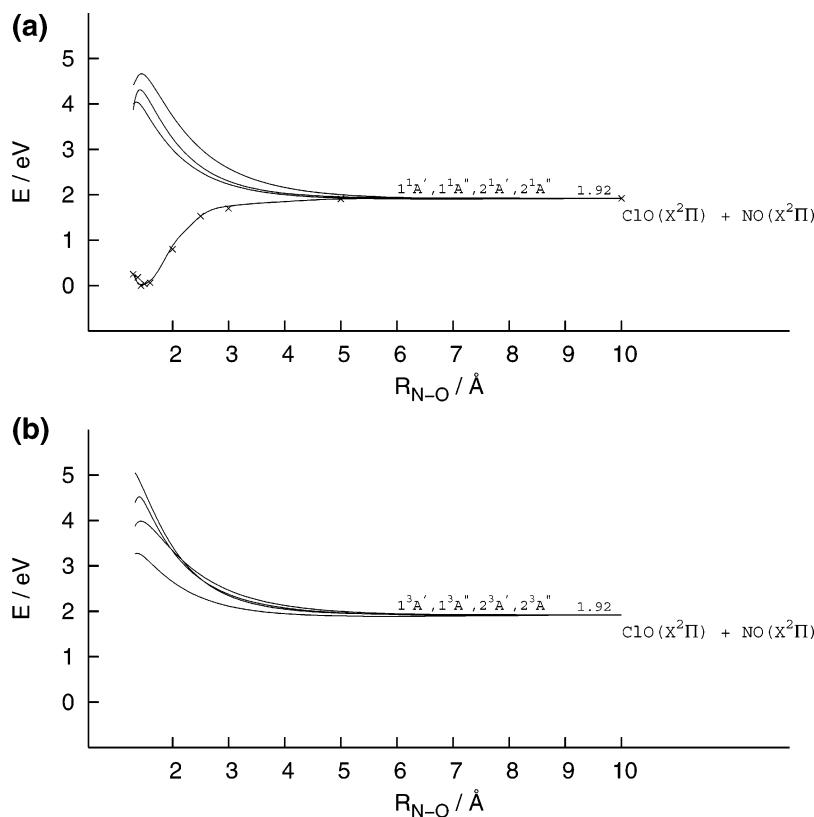 (a)
5
4
3
2
1
0
E / eV
1¹A′,1¹A″,2¹A′,2¹A″ 1.92
ClO(X²Π) + NO(X²Π)
2 3 4 5 6 7 8 9 10
R_N−O / Å
(b)
5
4
3
2
1
0
E / eV
1³A′,1³A″,2³A′,2³A″ 1.92
ClO(X²Π) + NO(X²Π)
2 3 4 5 6 7 8 9 10
R_N−O / Å